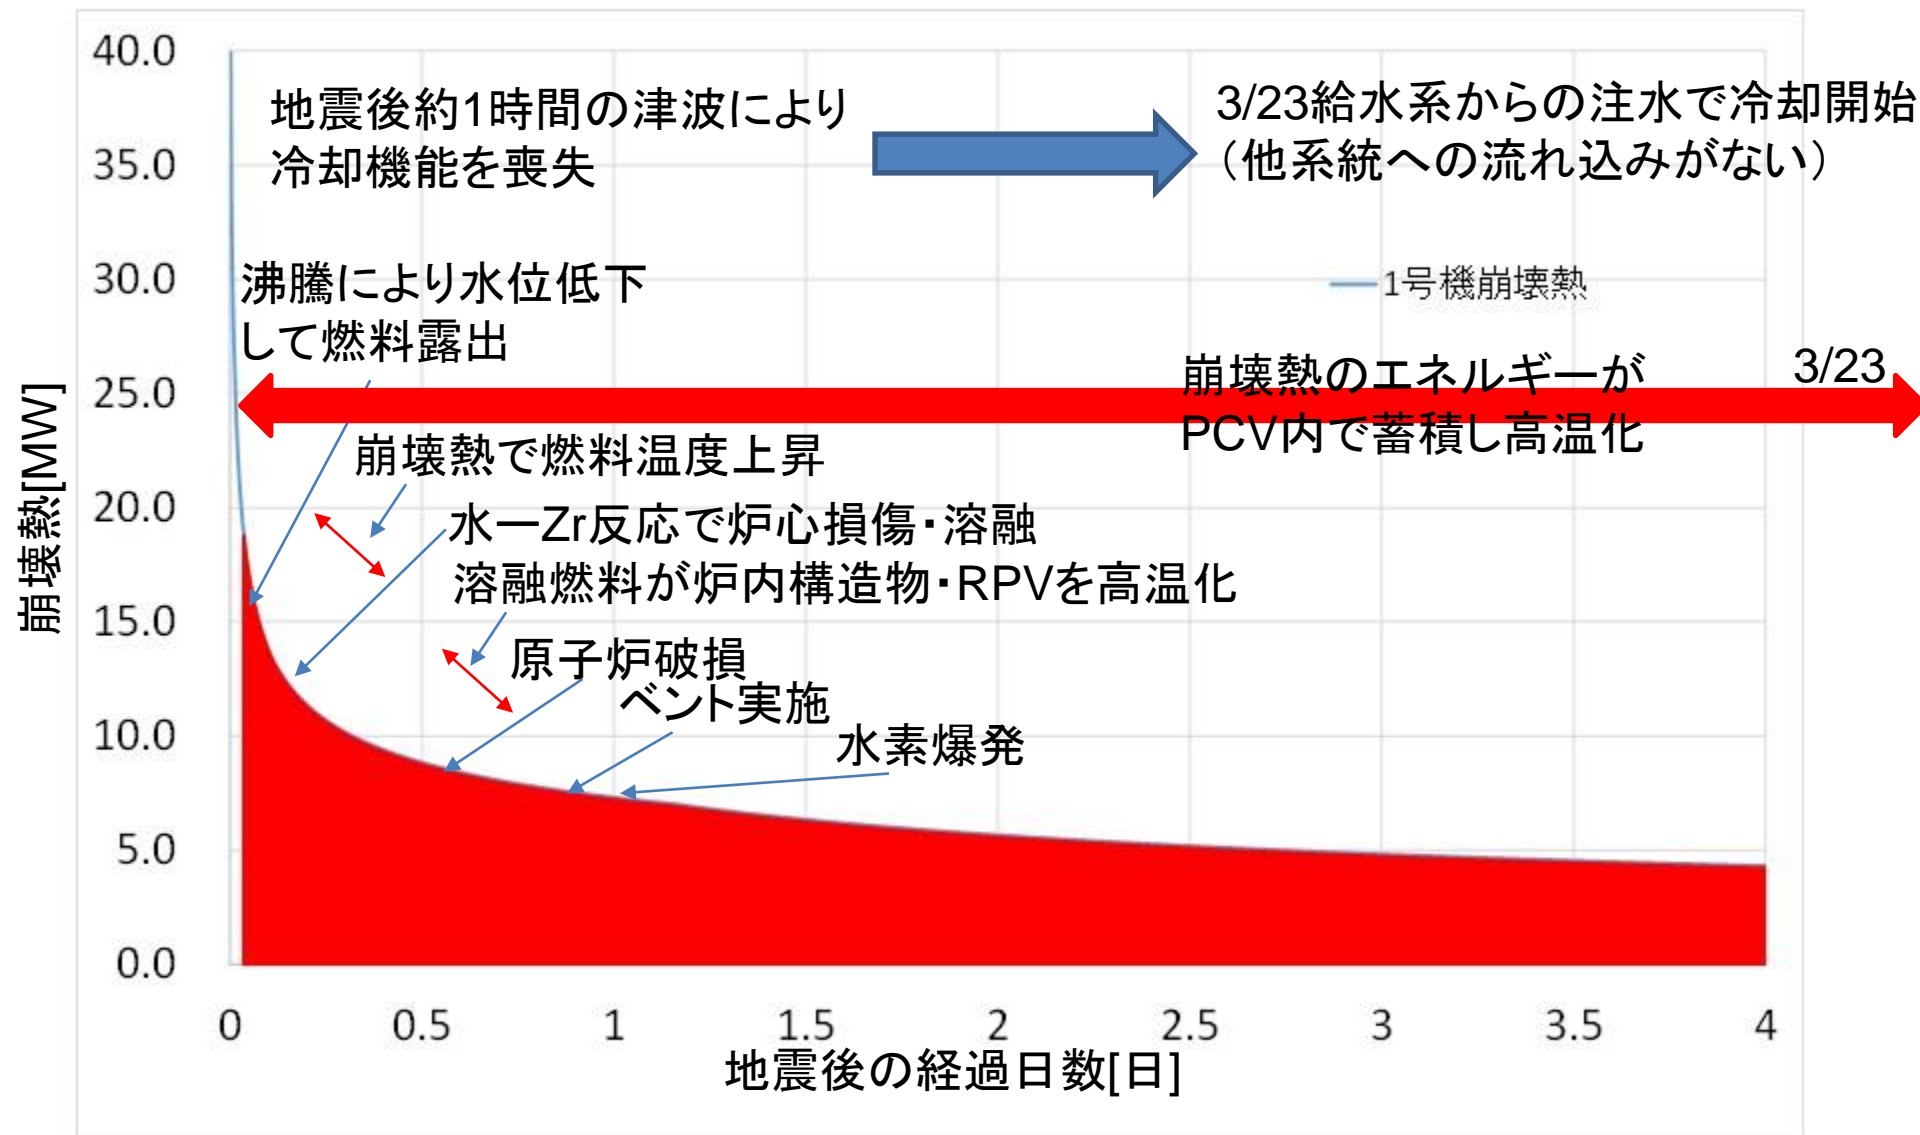 40.0
35.0
30.0
25.0
20.0
15.0
10.0
5.0
0.0
崩壊熱[MW]
地震後約1時間の津波により
冷却機能を喪失
3/23給水系からの注水で冷却開始
（他系統への流れ込みがない）
沸騰により水位低下
して燃料露出
1号機崩壊熱
崩壊熱のエネルギーが
PCV内で蓄積し高温化
3/23
崩壊熱で燃料温度上昇
水ーZr反応で炉心損傷・溶融
溶融燃料が炉内構造物・RPVを高温化
原子炉破損
ベント実施
水素爆発
0 0.5 1 1.5 2 2.5 3 3.5 4
地震後の経過日数[日]